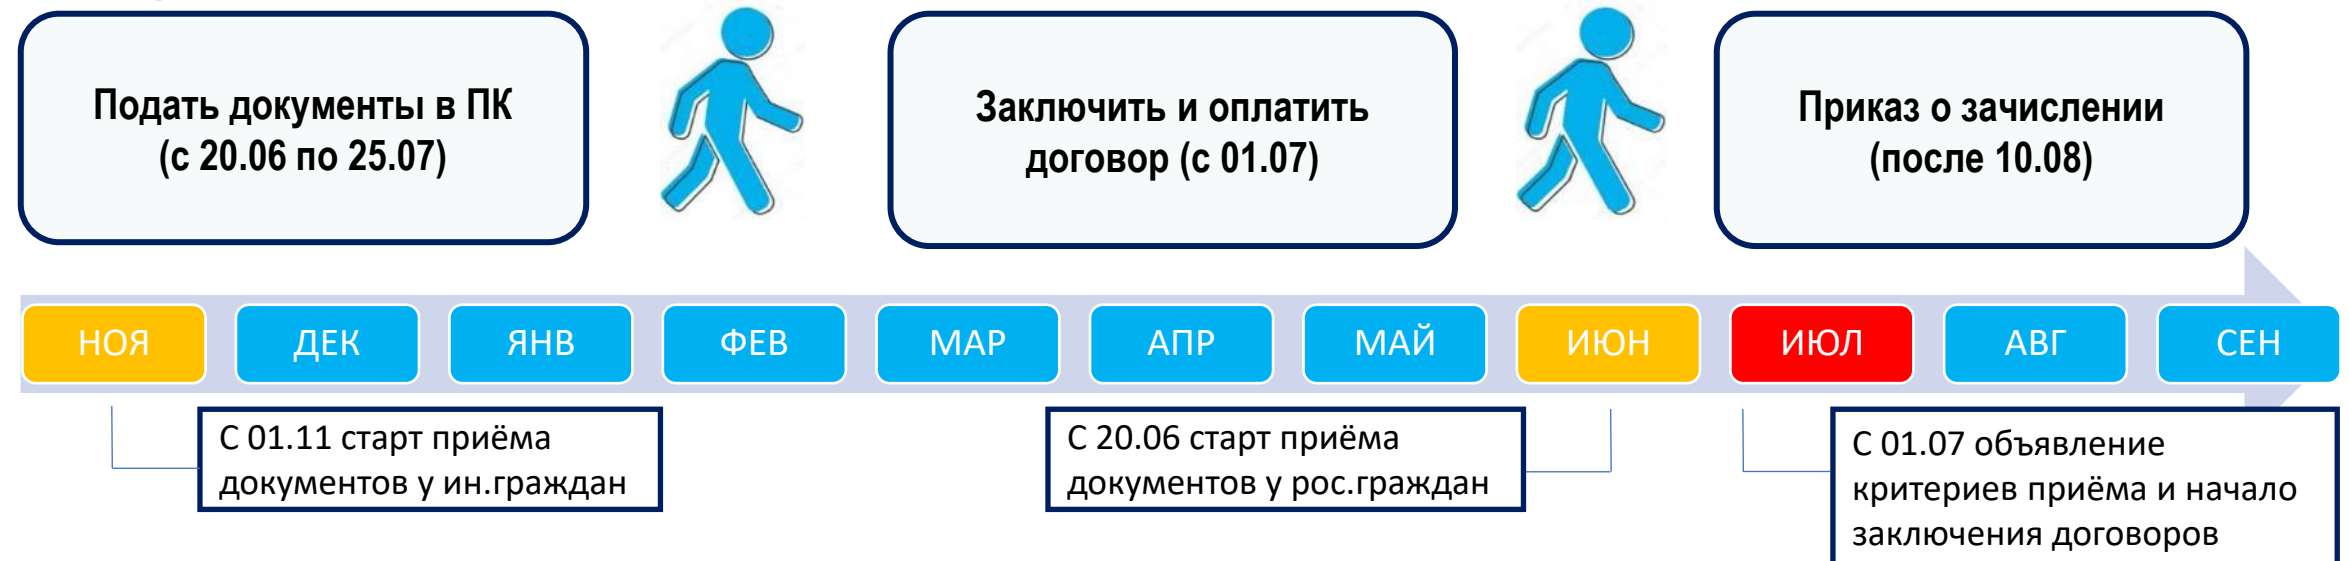 Подать документы в ПК
(с 20.06 по 25.07)
Заключить и оплатить
договор (с 01.07)
Приказ о зачислении
(после 10.08)
НОЯ
ДЕК
ЯНВ
ФЕВ
МАР
АПР
МАЙ
ИЮН
ИЮЛ
АВГ
СЕН
С 01.11 старт приёма
документов у ин.граждан
С 20.06 старт приёма
документов у рос.граждан
С 01.07 объявление
критериев приёма и начало
заключения договоров